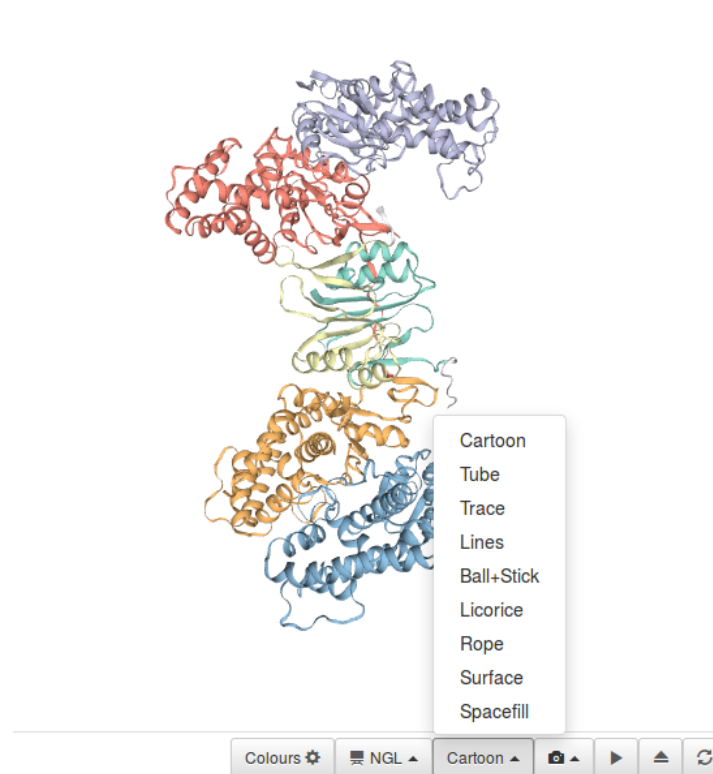 Cartoon
Tube
Trace
Lines
Ball+Stick
Licorice
Rope
Surface
Spacefill
Colours NGL Cartoon